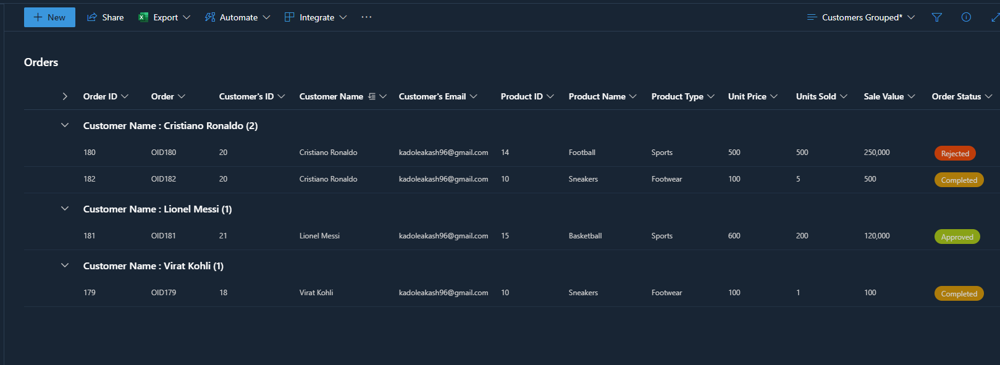 New Share Export Automate Integrate ... Customers Grouped*
Orders
Order ID Order Customer's ID Customer Name Customer's Email Product ID Product Name Product Type Unit Price Units Sold Sale Value Order Status
Customer Name : Cristiano Ronaldo (2)
180 OID180 20 Cristiano Ronaldo kadoleakash96@gmail.com 14 Football Sports 500 500 250,000 Rejected
182 OID182 20 Cristiano Ronaldo kadoleakash96@gmail.com 10 Sneakers Footwear 100 5 500 Completed
Customer Name : Lionel Messi (1)
181 OID181 21 Lionel Messi kadoleakash96@gmail.com 15 Basketball Sports 600 200 120,000 Approved
Customer Name : Virat Kohli (1)
179 OID179 18 Virat Kohli kadoleakash96@gmail.com 10 Sneakers Footwear 100 1 100 Completed